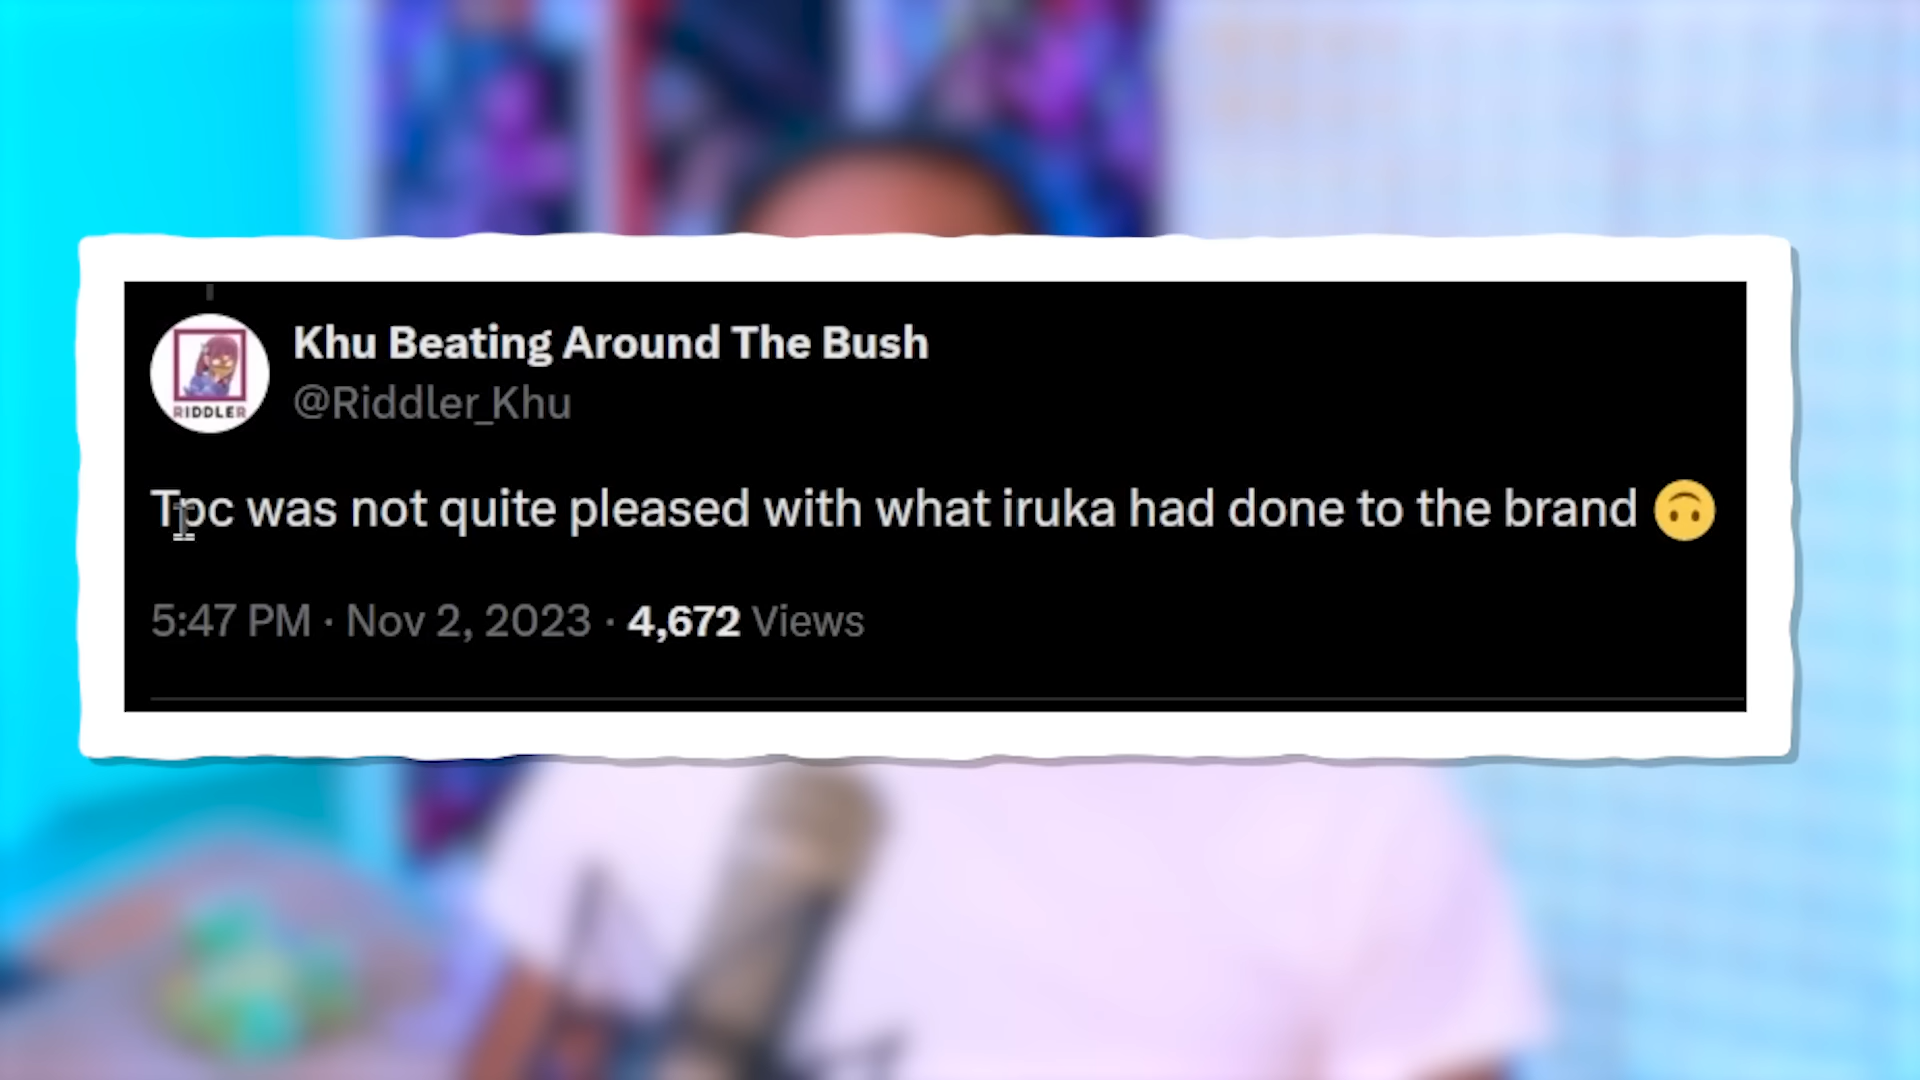 Khu Beating Around The Bush
RIDDLER
@Riddler_Khu
Tpc was not quite pleased with what iruka had done to the brand 🙃
5:47 PM · Nov 2, 2023 · 4,672 Views